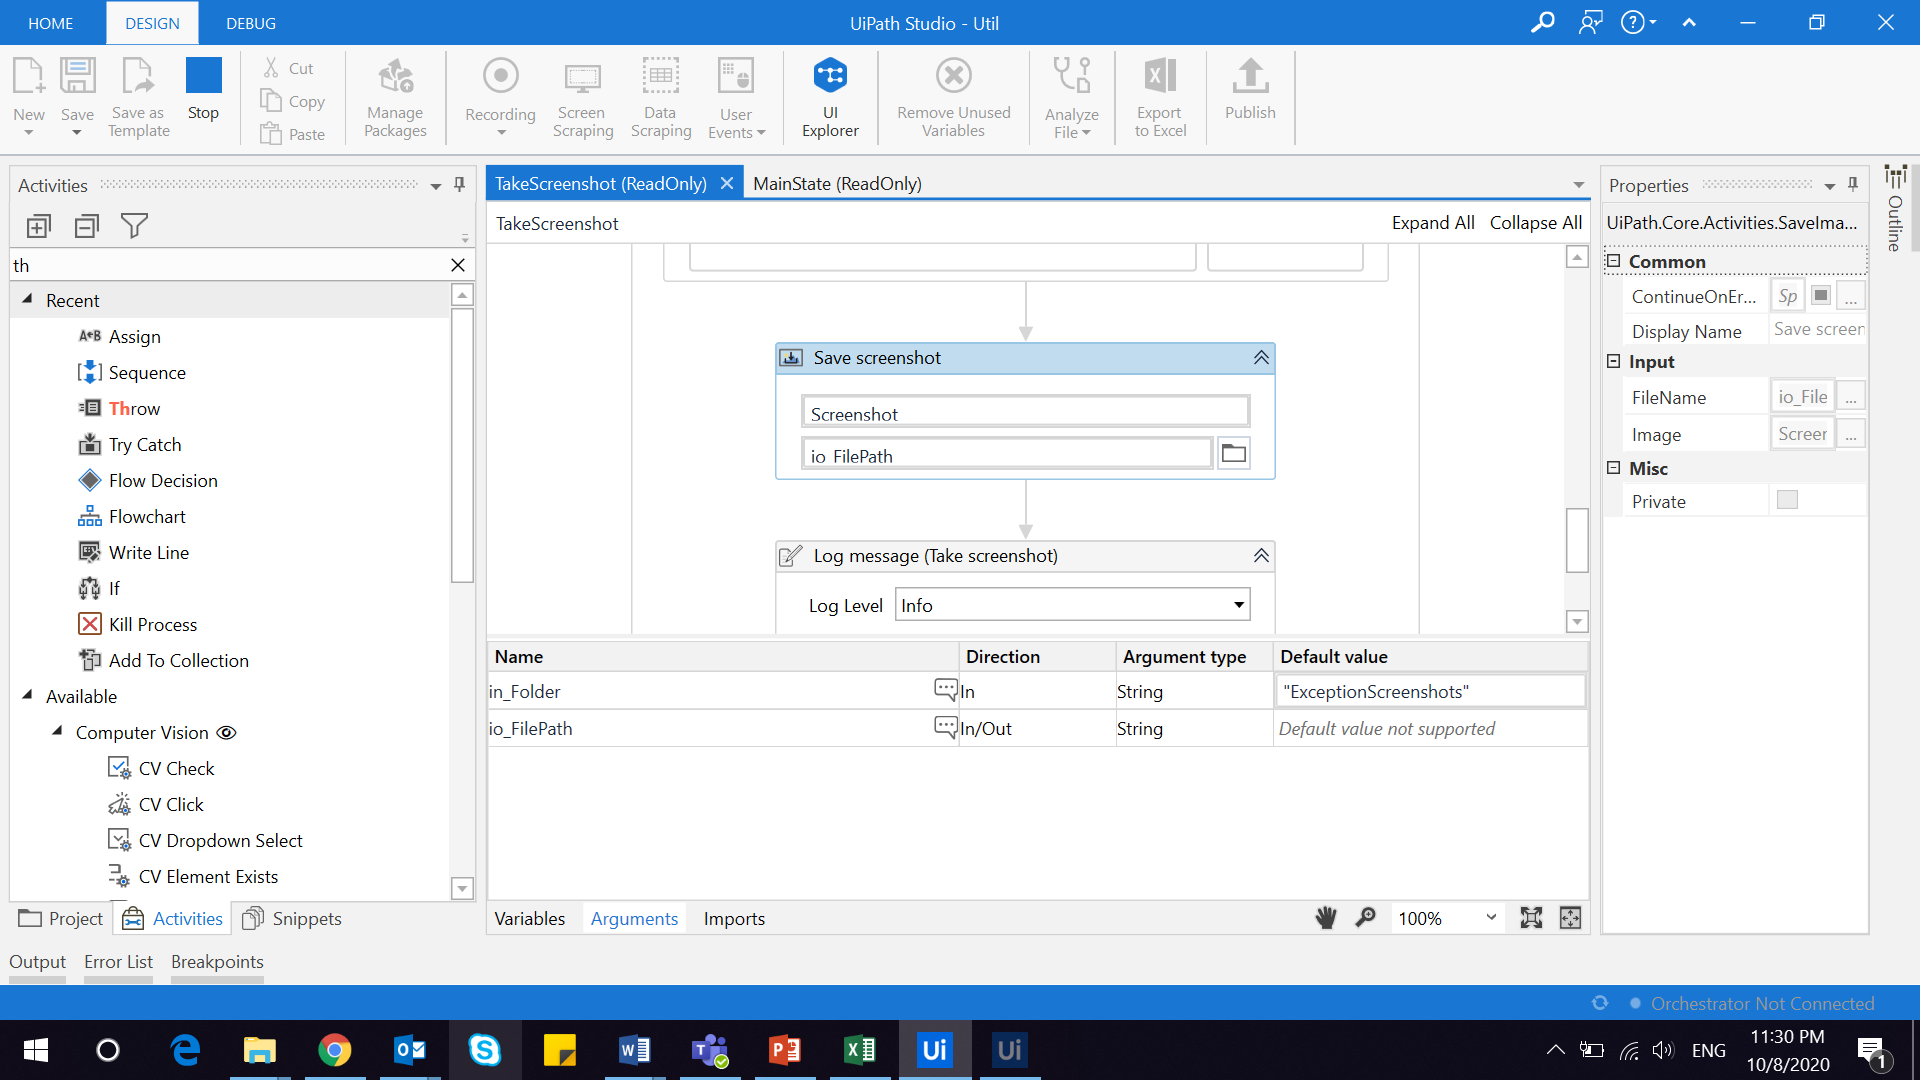 HOME DESIGN DEBUG
UiPath Studio - Util
New
Save
Save as Template
Stop
Cut
Copy
Paste
Manage Packages
Recording
Screen Scraping
Data Scraping
User Events
UI Explorer
Remove Unused Variables
Analyze File
Export to Excel
Publish
Activities
th
Recent
Assign
Sequence
Throw
Try Catch
Flow Decision
Flowchart
Write Line
If
Kill Process
Add To Collection
Available
Computer Vision
CV Check
CV Click
CV Dropdown Select
CV Element Exists
Project Activities Snippets
TakeScreenshot (ReadOnly) MainState (ReadOnly)
TakeScreenshot Expand All Collapse All
Save screenshot
Screenshot
io_FilePath
Log message (Take screenshot)
Log Level Info
Name Direction Argument type Default value
in_Folder In String "ExceptionScreenshots"
io_FilePath In/Out String Default value not supported
Variables Arguments Imports 100%
Properties
UiPath.Core.Activities.SaveIma...
Common
ContinueOnEr... Sp ...
Display Name Save screen
Input
FileName io_File ...
Image Screer ...
Misc
Private
Outline
Output Error List Breakpoints
Orchestrator Not Connected
ENG
11:30 PM
10/8/2020
1